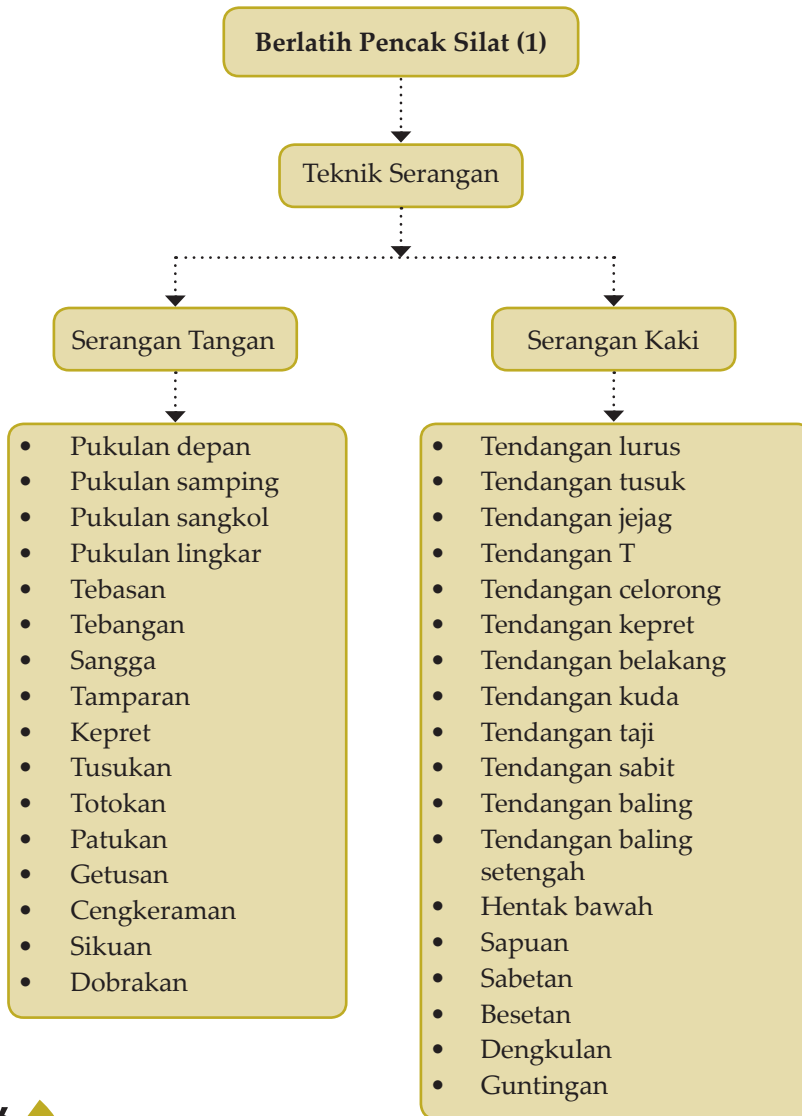 Berlatih Pencak Silat (1)
Teknik Serangan
Serangan Tangan
• Pukulan depan
• Pukulan samping
• Pukulan sangkol
• Pukulan lingkar
• Tebasan
• Tebangan
• Sangga
• Tamparan
• Kepret
• Tusukan
• Totokan
• Patukan
• Getusan
• Cengkeraman
• Sikuan
• Dobrakan
Serangan Kaki
• Tendangan lurus
• Tendangan tusuk
• Tendangan jejag
• Tendangan T
• Tendangan celorong
• Tendangan kepret
• Tendangan belakang
• Tendangan kuda
• Tendangan taji
• Tendangan sabit
• Tendangan baling
• Tendangan baling
setengah
• Hentak bawah
• Sapuan
• Sabetan
• Besetan
• Dengkulan
• Guntingan